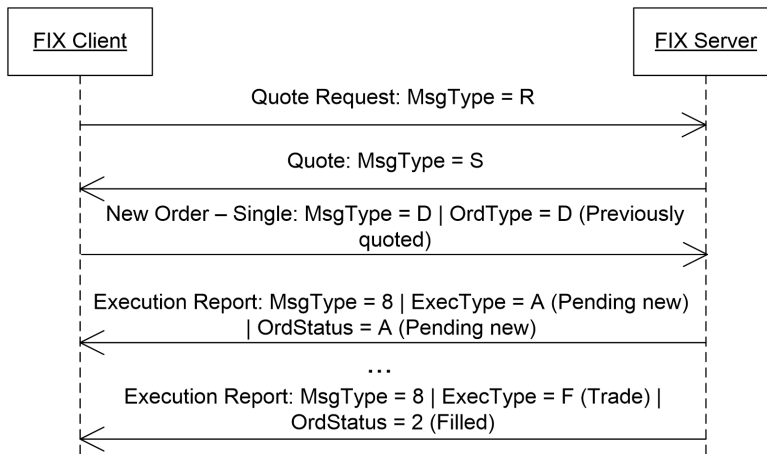 FIX Client
FIX Server
Quote Request: MsgType = R
Quote: MsgType = S
New Order – Single: MsgType = D | OrdType = D (Previously
quoted)
Execution Report: MsgType = 8 | ExecType = A (Pending new)
| OrdStatus = A (Pending new)
...
Execution Report: MsgType = 8 | ExecType = F (Trade) |
OrdStatus = 2 (Filled)